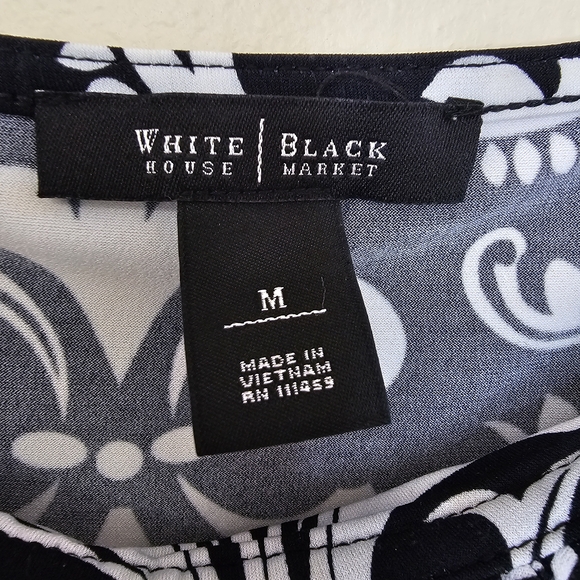 WHITE | BLACK
HOUSE | MARKET
M
MADE IN
VIETNAM
RN 111459